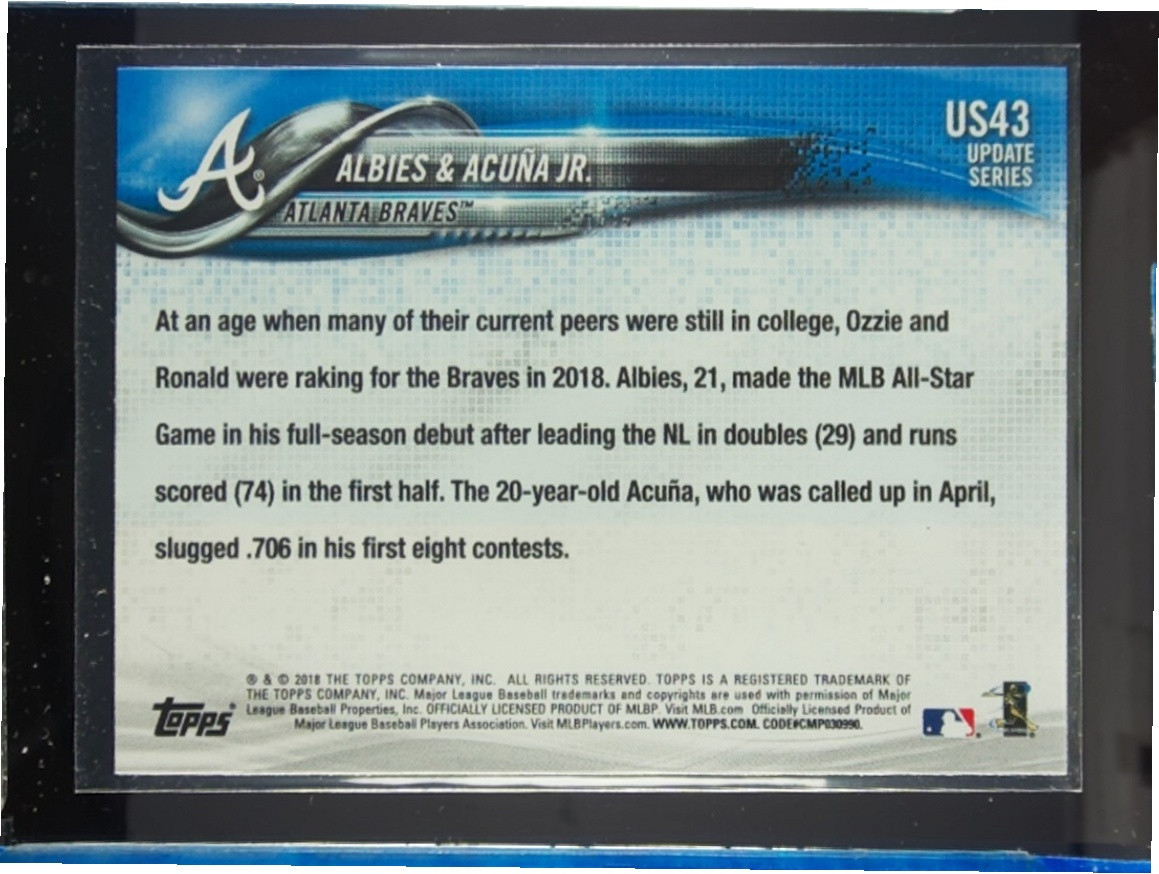 US43
UPDATE
SERIES
A®
ALBIES & ACUÑA JR.
ATLANTA BRAVES™
At an age when many of their current peers were still in college, Ozzie and
Ronald were raking for the Braves in 2018. Albies, 21, made the MLB All-Star
Game in his full-season debut after leading the NL in doubles (29) and runs
scored (74) in the first half. The 20-year-old Acuña, who was called up in April,
slugged .706 in his first eight contests.
® & © 2018 THE TOPPS COMPANY, INC. ALL RIGHTS RESERVED. TOPPS IS A REGISTERED TRADEMARK OF
THE TOPPS COMPANY, INC. Major League Baseball trademarks and copyrights are used with permission of Major
League Baseball Properties, Inc. OFFICIALLY LICENSED PRODUCT OF MLBP. Visit MLB.com Officially Licensed Product of
Major League Baseball Players Association. Visit MLBPlayers.com. WWW.TOPPS.COM. CODE#CMP030990.
topps®